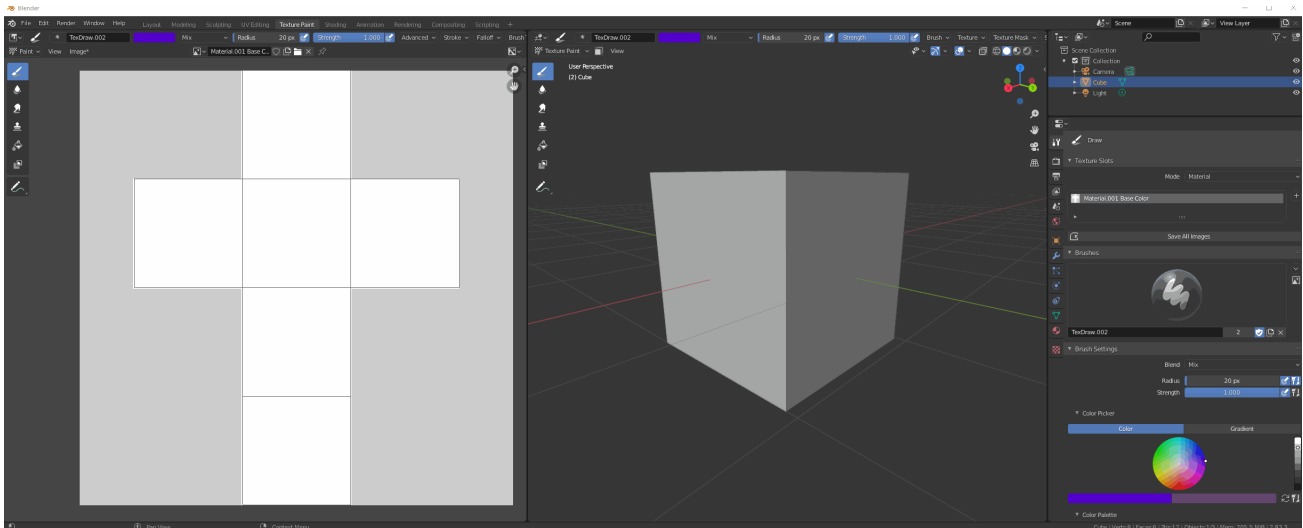 Blender
File Edit Render Window Help Layout Modeling Sculpting UV Editing Texture Paint Shading Animation Rendering Compositing Scripting + Scene View Layer
TexDraw.002 Mix Radius 20 px Strength 1.000 Advanced Stroke Falloff Brush TexDraw.002 Mix Radius 20 px Strength 1.000 Brush Texture Texture Mask
Paint View Image* Material.001 Base C... Texture Paint View
User Perspective
(2) Cube
Scene Collection
Collection
Camera
Cube
Light
Draw
Texture Slots
Mode Material
Material.001 Base Color
Save All Images
Brushes
TexDraw.002 2
Brush Settings
Blend Mix
Radius 20 px
Strength 1.000
Color Picker
Color Gradient
Color Palette
Pan View Context Menu